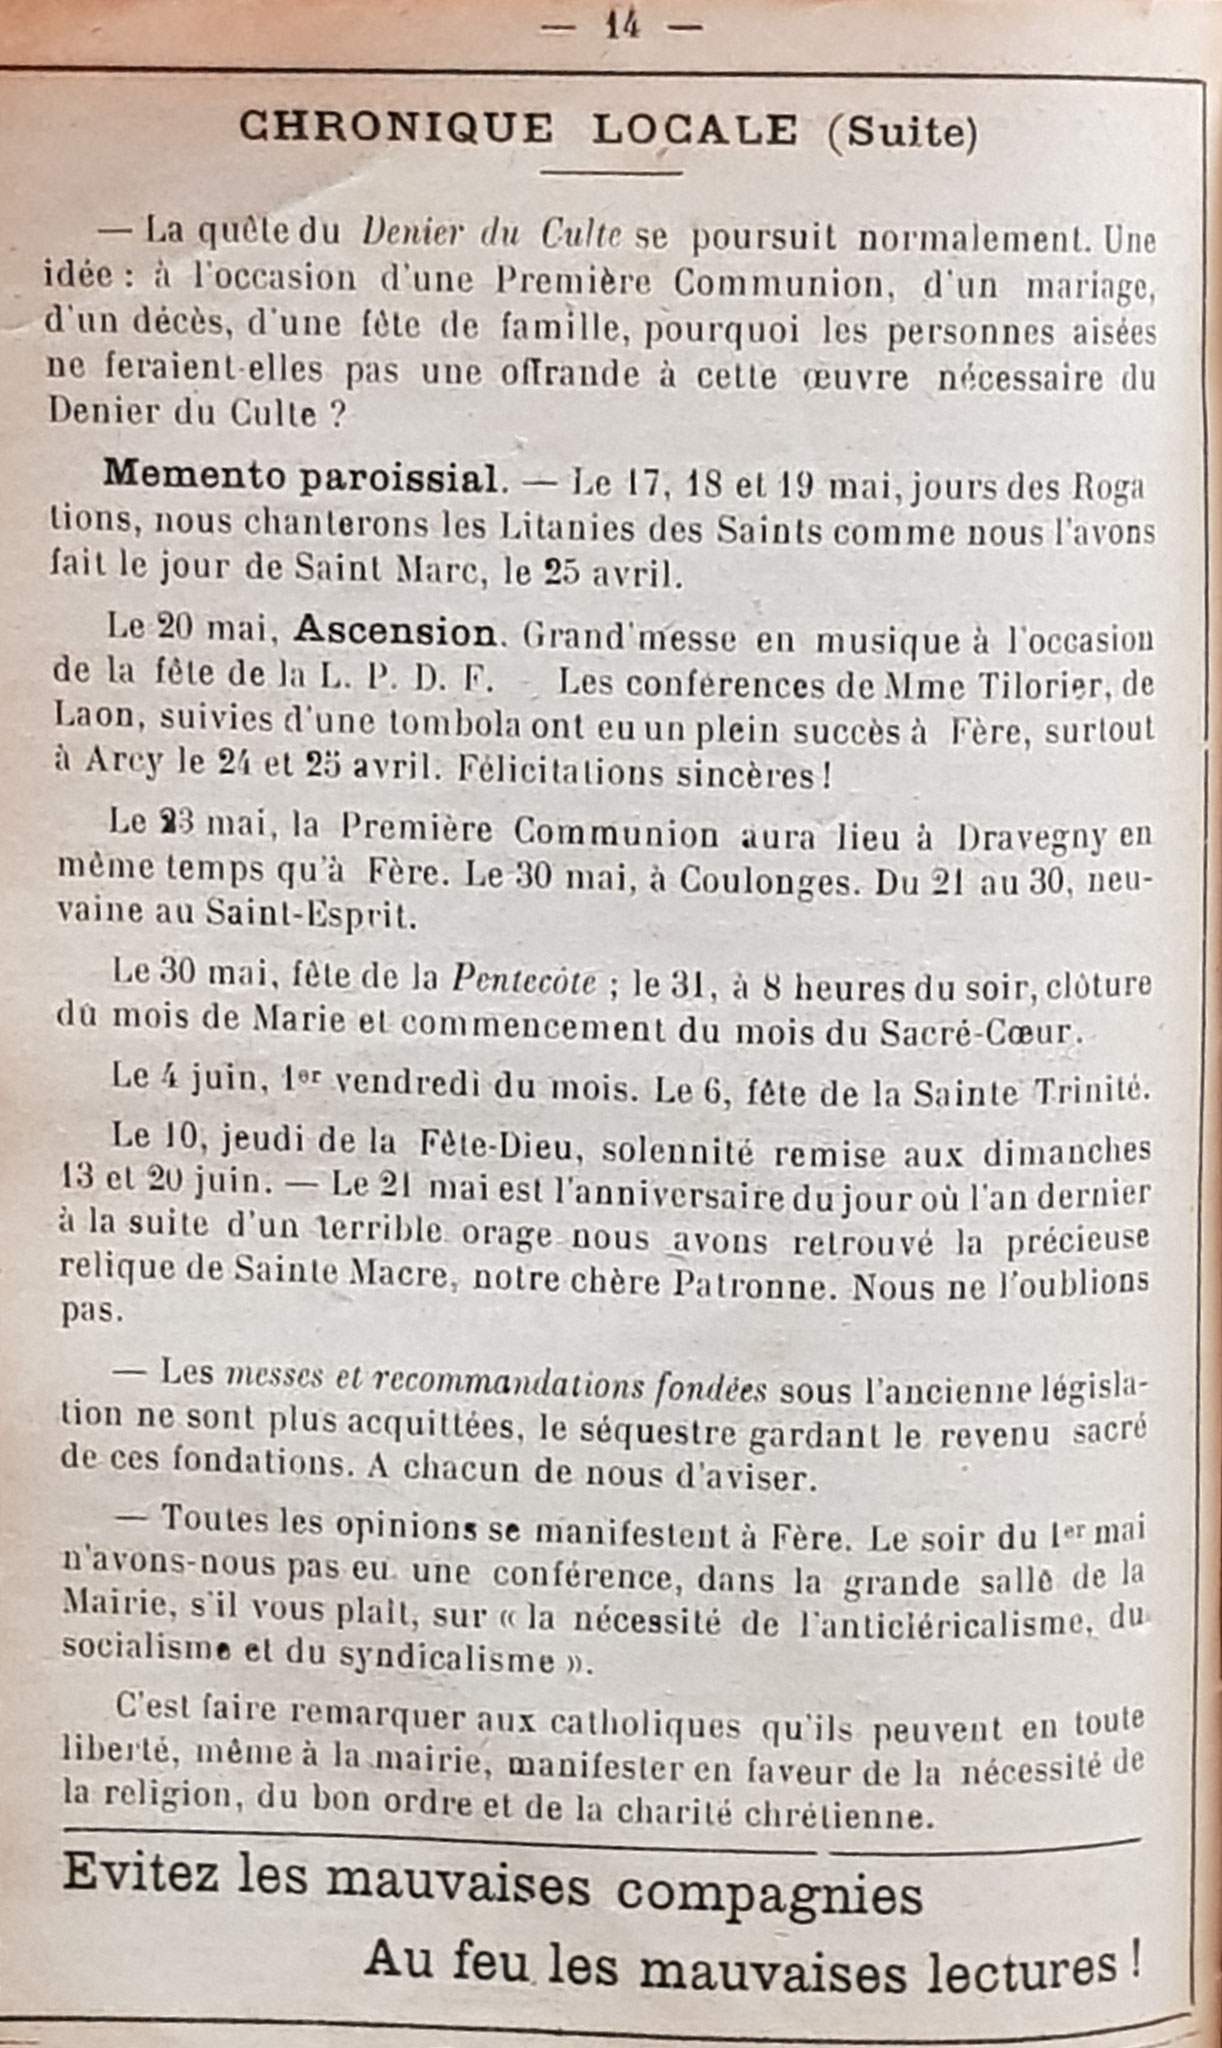 — 14 —
CHRONIQUE LOCALE (Suite)
— La quête du Denier du Culte se poursuit normalement. Une
idée : à l'occasion d'une Première Communion, d'un mariage,
d'un décès, d'une fête de famille, pourquoi les personnes aisées
ne feraient-elles pas une offrande à cette œuvre nécessaire du
Denier du Culte ?
Memento paroissial. — Le 17, 18 et 19 mai, jours des Roga
tions, nous chanterons les Litanies des Saints comme nous l'avons
fait le jour de Saint Marc, le 25 avril.
Le 20 mai, Ascension. Grand'messe en musique à l'occasion
de la fête de la L. P. D. F. - Les conférences de Mme Tilorier, de
Laon, suivies d'une tombola ont eu un plein succès à Fère, surtout
à Arcy le 24 et 25 avril. Félicitations sincères !
Le 23 mai, la Première Communion aura lieu à Dravegny en
même temps qu'à Fère. Le 30 mai, à Coulonges. Du 21 au 30, neu-
vaine au Saint-Esprit.
Le 30 mai, fête de la Pentecôte ; le 31, à 8 heures du soir, clôture
du mois de Marie et commencement du mois du Sacré-Cœur.
Le 4 juin, 1er vendredi du mois. Le 6, fête de la Sainte Trinité.
Le 10, jeudi de la Fête-Dieu, solennité remise aux dimanches
13 et 20 juin. — Le 21 mai est l'anniversaire du jour où l'an dernier
à la suite d'un terrible orage nous avons retrouvé la précieuse
relique de Sainte Macre, notre chère Patronne. Nous ne l'oublions
pas.
— Les messes et recommandations fondées sous l'ancienne législa-
tion ne sont plus acquittées, le séquestre gardant le revenu sacré
de ces fondations. A chacun de nous d'aviser.
— Toutes les opinions se manifestent à Fère. Le soir du 1er mai
n'avons-nous pas eu une conférence, dans la grande salle de la
Mairie, s'il vous plaît, sur « la nécessité de l'anticléricalisme, du
socialisme et du syndicalisme ».
C'est faire remarquer aux catholiques qu'ils peuvent en toute
liberté, même à la mairie, manifester en faveur de la nécessité de
la religion, du bon ordre et de la charité chrétienne.
Evitez les mauvaises compagnies
Au feu les mauvaises lectures !